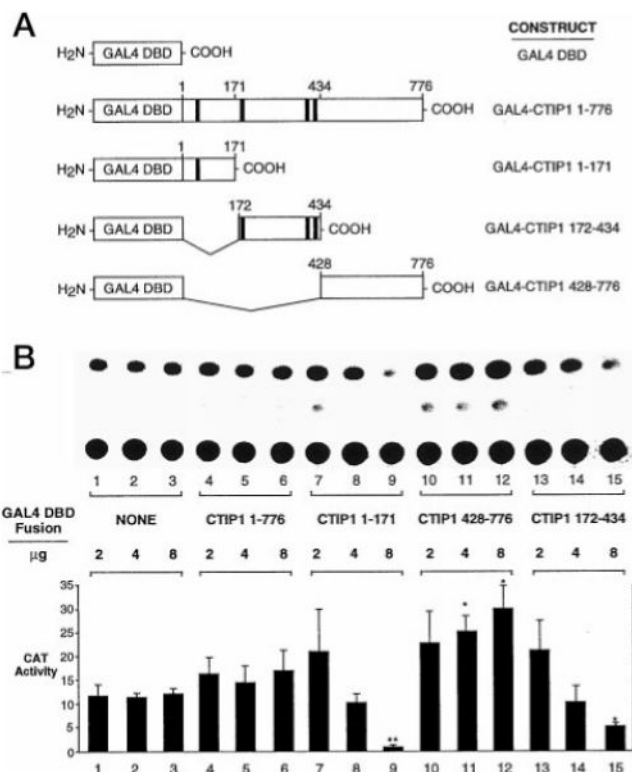 A
CONSTRUCT
H₂N GAL4 DBD COOH GAL4 DBD
1 171 434 776
H₂N GAL4 DBD COOH GAL4-CTIP1 1-776
1 171
H₂N GAL4 DBD COOH GAL4-CTIP1 1-171
172 434
H₂N GAL4 DBD COOH GAL4-CTIP1 172-434
428 776
H₂N GAL4 DBD COOH GAL4-CTIP1 428-776
B
1 2 3 4 5 6 7 8 9 10 11 12 13 14 15
GAL4 DBD
Fusion NONE CTIP1 1-776 CTIP1 1-171 CTIP1 428-776 CTIP1 172-434
μg 2 4 8 2 4 8 2 4 8 2 4 8 2 4 8
35
30
25
20
15
10
5
0
CAT
Activity
** * * *
1 2 3 4 5 6 7 8 9 10 11 12 13 14 15